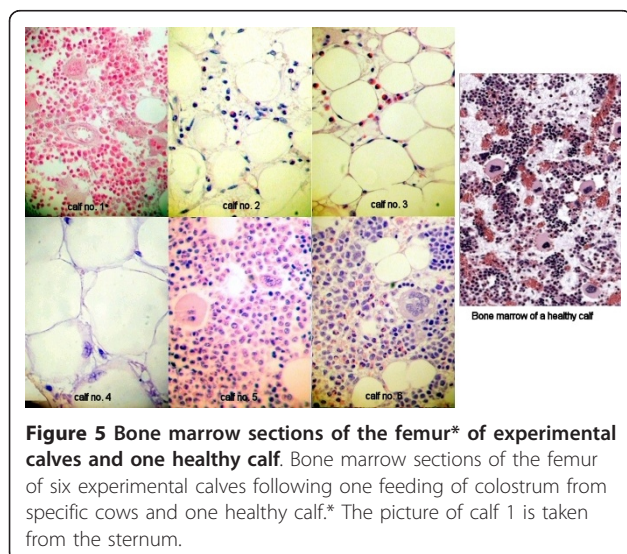 calf no. 1
calf no. 2
calf no. 3
calf no. 4
calf no. 5
calf no. 6
Bone marrow of a healthy calf
Figure 5 Bone marrow sections of the femur* of experimental
calves and one healthy calf. Bone marrow sections of the femur
of six experimental calves following one feeding of colostrum from
specific cows and one healthy calf.* The picture of calf 1 is taken
from the sternum.